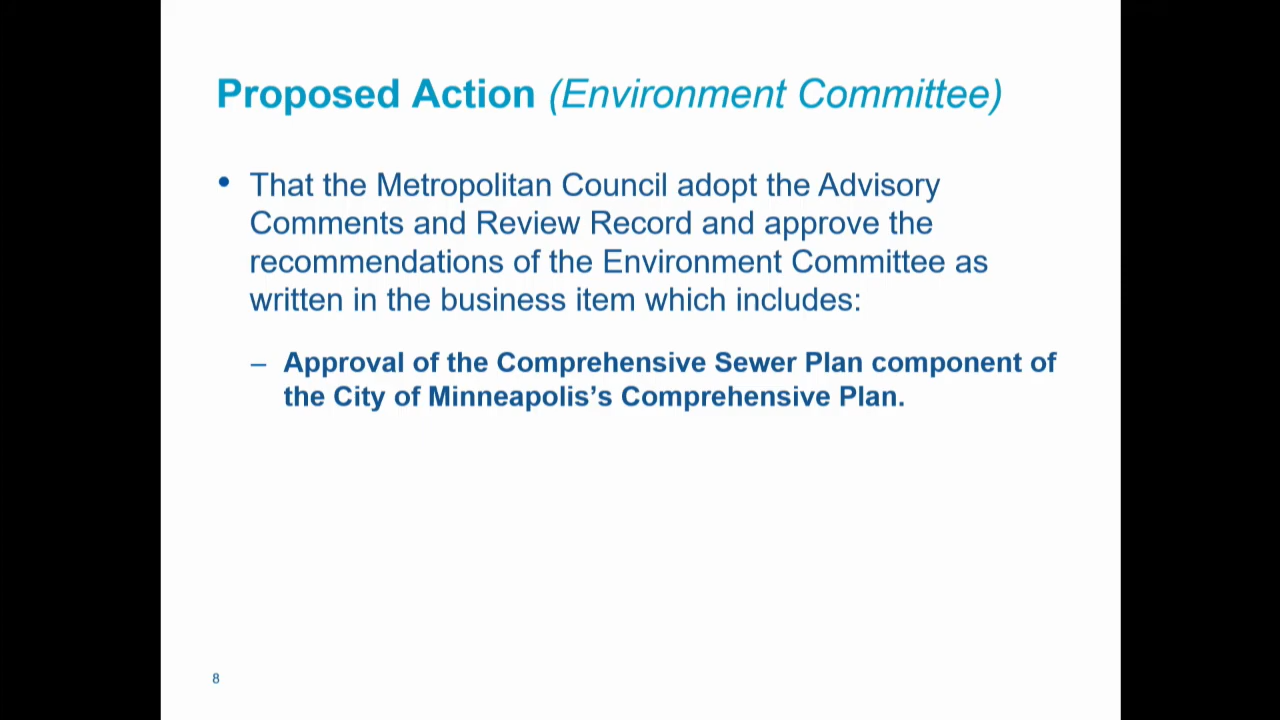 Proposed Action (Environment Committee)
• That the Metropolitan Council adopt the Advisory
Comments and Review Record and approve the
recommendations of the Environment Committee as
written in the business item which includes:
– Approval of the Comprehensive Sewer Plan component of
the City of Minneapolis’s Comprehensive Plan.
8